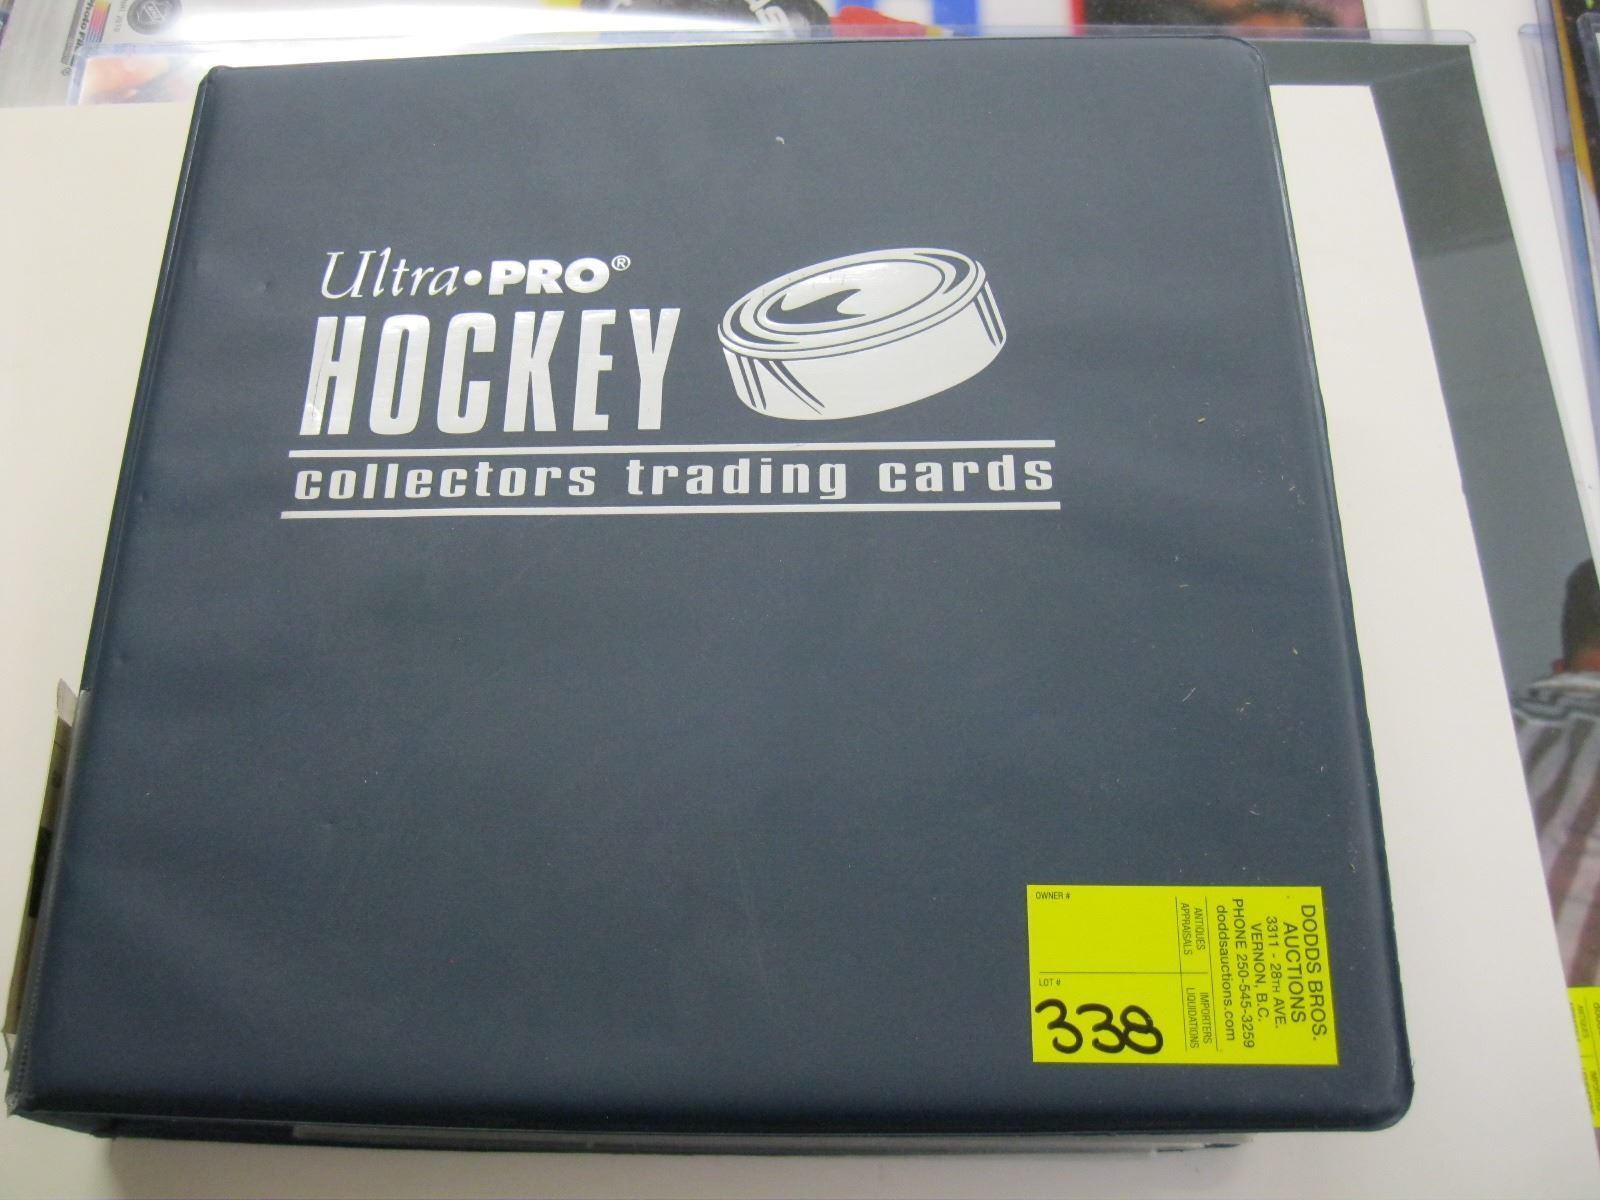 Ultra•PRO®
HOCKEY
collectors trading cards
OWNER #
LOT #
338
ANTIQUES
APPRAISALS
IMPORTERS
LIQUIDATIONS
DODDS BROS.
AUCTIONS
3311 - 28TH AVE.
VERNON, B.C.
PHONE 250-545-3259
doddsauctions.com